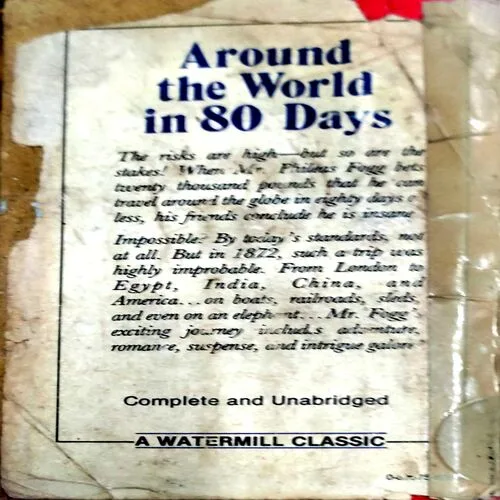 Around
the World
in 80 Days
The risks are high—but so are the
stakes! When Mr. Phileas Fogg bets
twenty thousand pounds that he can
travel around the globe in eighty days o
less, his friends conclude he is insane
Impossible? By today's standards, not
at all. But in 1872, such a trip was
highly improbable. From London to
Egypt, India, China, and
America...on boats, railroads, sleds,
and even on an elephant...Mr. Fogg's
exciting journey includes adventure,
romance, suspense, and intrigue galore
Complete and Unabridged
A WATERMILL CLASSIC